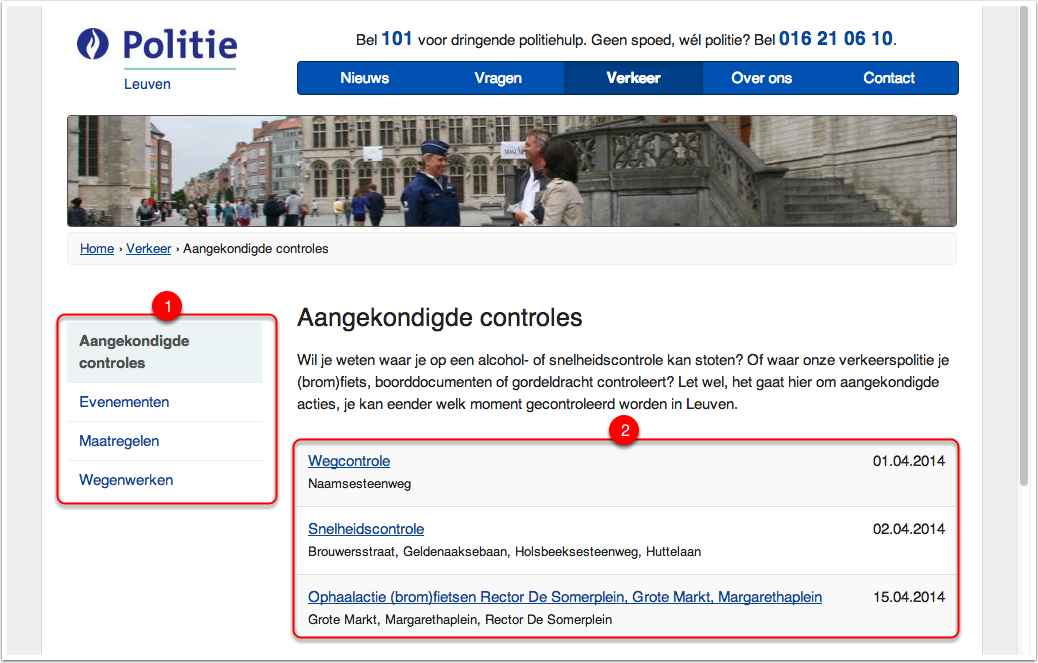 Politie
Leuven
Bel 101 voor dringende politiehulp. Geen spoed, wél politie? Bel 016 21 06 10.
Nieuws Vragen Verkeer Over ons Contact
Home › Verkeer › Aangekondigde controles
1
Aangekondigde
controles
Evenementen
Maatregelen
Wegenwerken
Aangekondigde controles
Wil je weten waar je op een alcohol- of snelheidscontrole kan stoten? Of waar onze verkeerspolitie je
(brom)fiets, boorddocumenten of gordeldracht controleert? Let wel, het gaat hier om aangekondigde
acties, je kan eender welk moment gecontroleerd worden in Leuven.
2
Wegcontrole 01.04.2014
Naamsesteenweg
Snelheidscontrole 02.04.2014
Brouwersstraat, Geldenaaksebaan, Holsbeeksesteenweg, Huttelaan
Ophaalactie (brom)fietsen Rector De Somerplein, Grote Markt, Margarethaplein 15.04.2014
Grote Markt, Margarethaplein, Rector De Somerplein